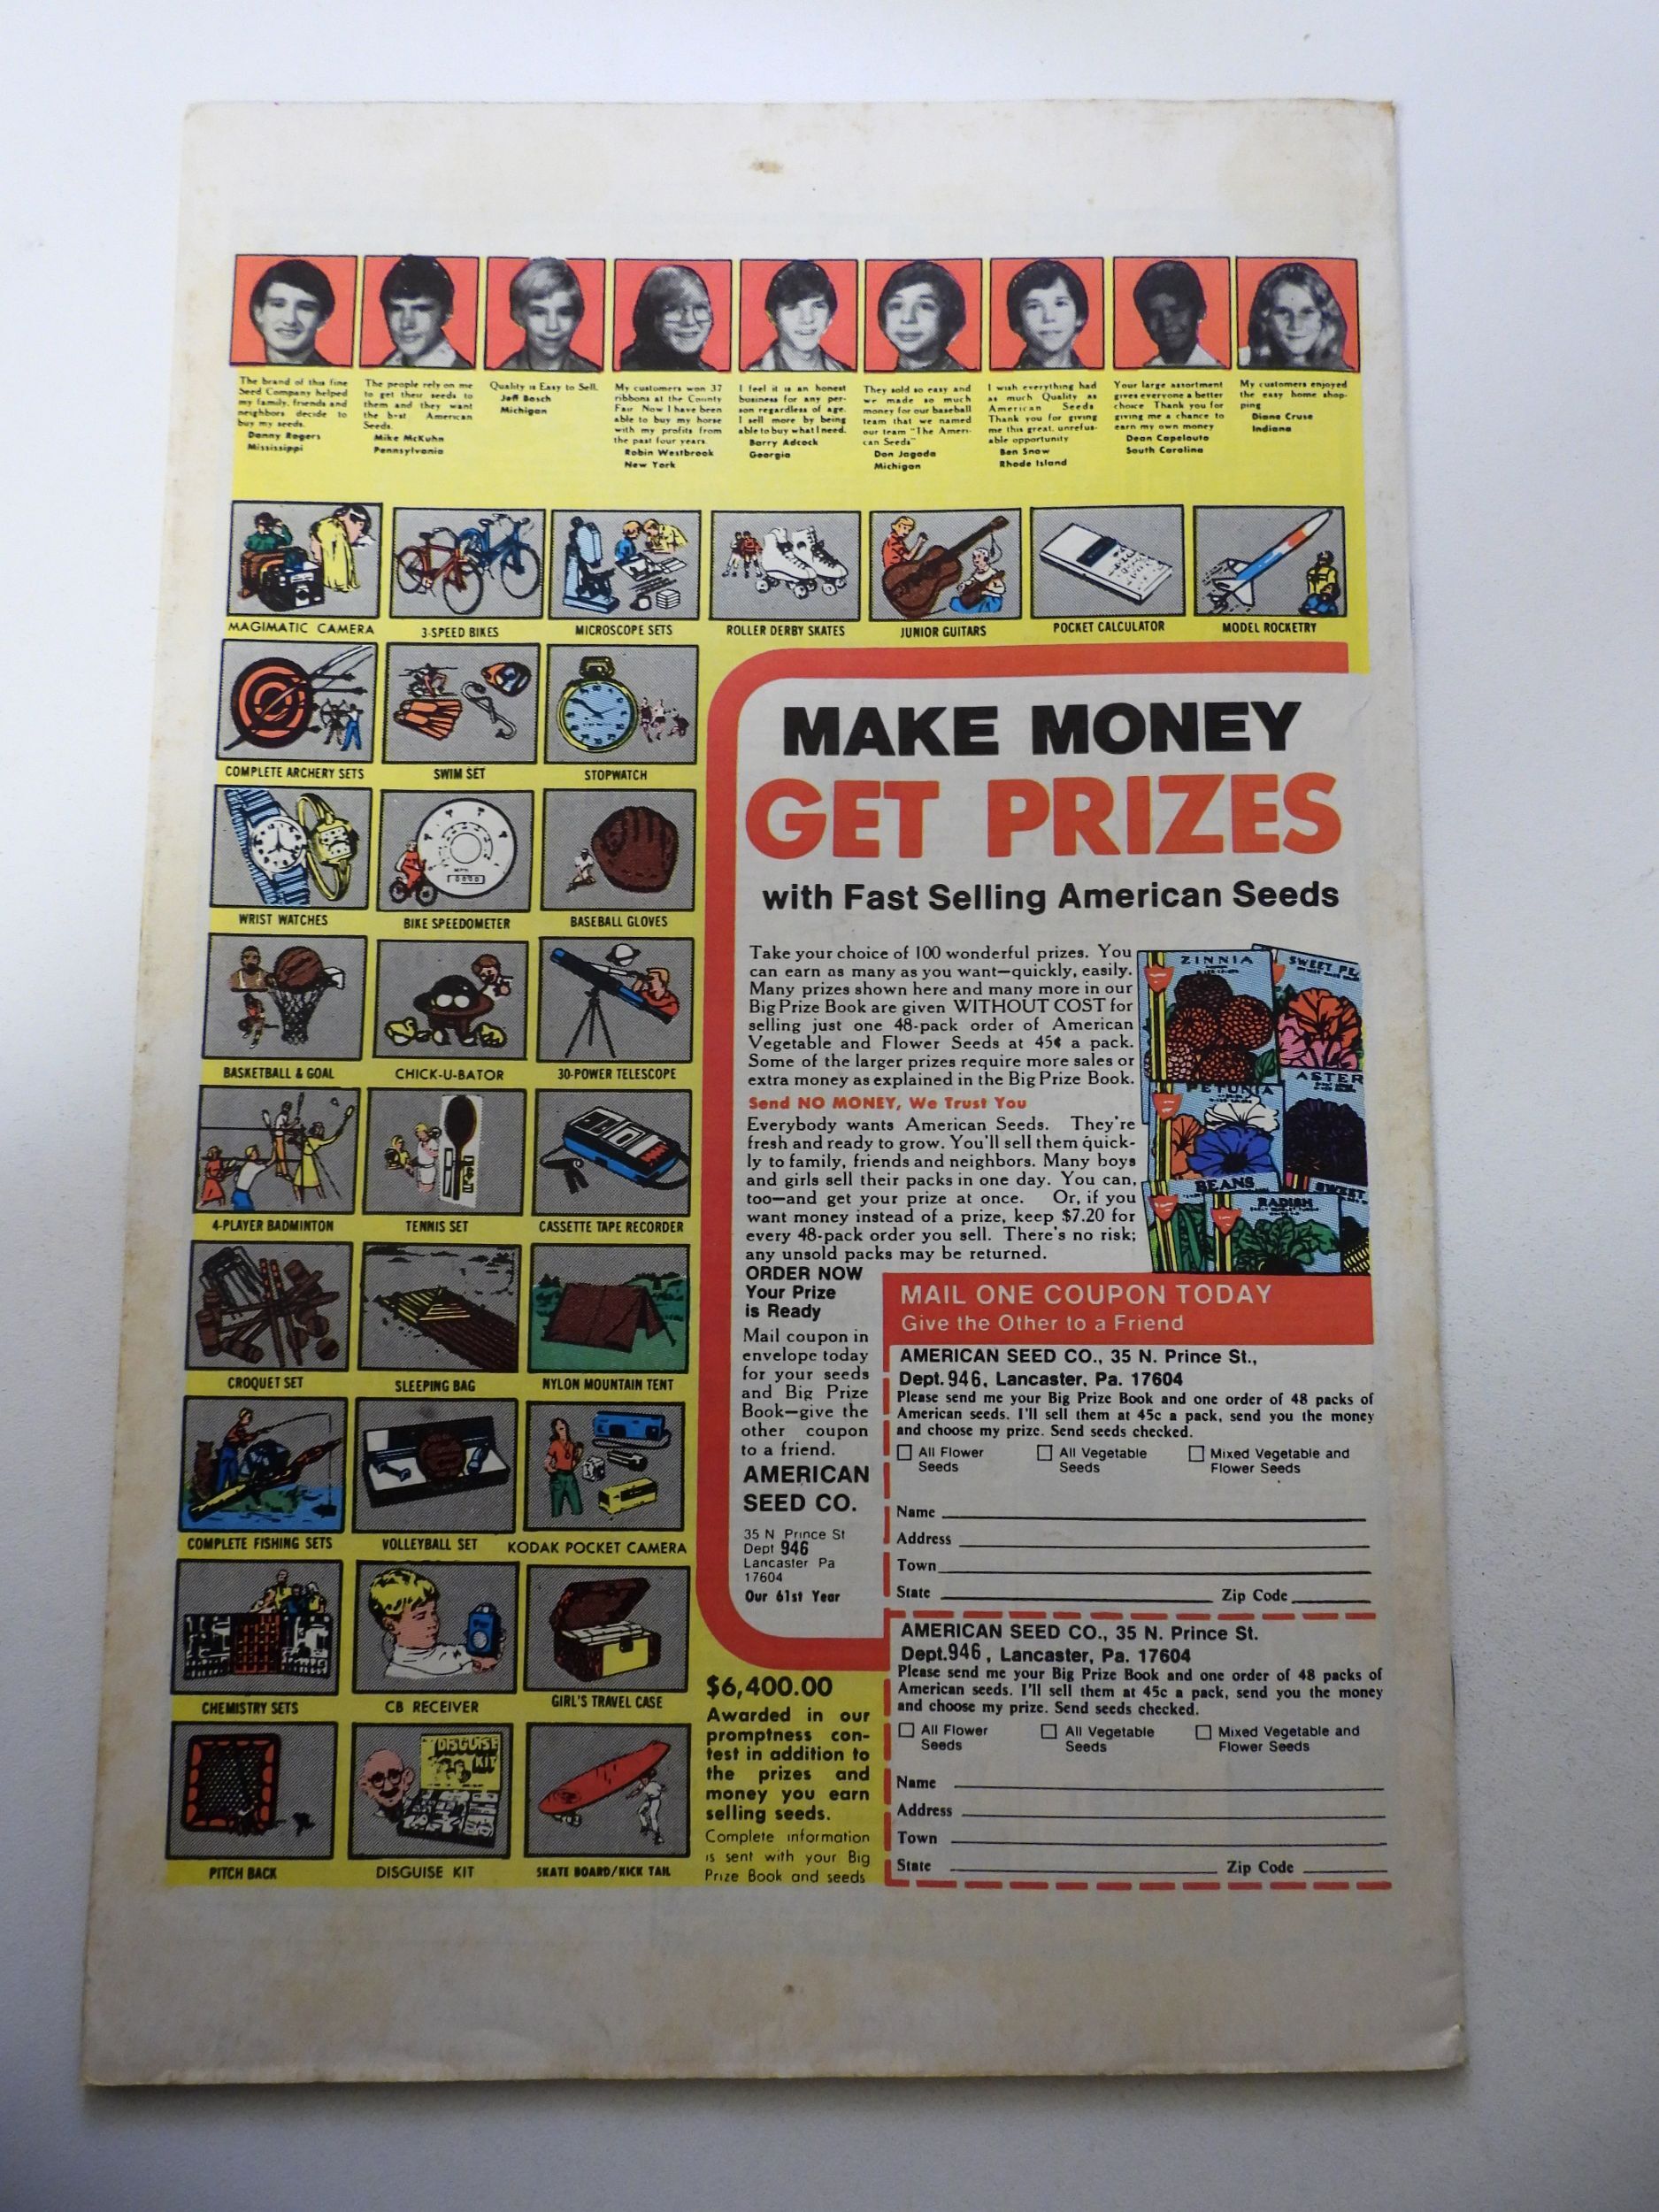 The brand of this fine
Seed Company helped
my family, friends and
neighbors decide to
buy my seeds.
Danny Rogers
Mississippi
The people rely on me
to get their seeds to
them and they want
the best American
Seeds.
Mike McKuhn
Pennsylvania
Quality is Easy to Sell.
Jeff Bosch
Michigan
My customers won 37
ribbons at the County
Fair Now I have been
able to buy my horse
with my profits from
the past four years.
Robin Westbrook
New York
I feel it is an honest
business for any per-
son regardless of age.
I sell more by being
able to buy what I need.
Barry Adcock
Georgia
They sold so easy and
we made so much
money for our baseball
team that we named
our team "The Ameri-
can Seeds"
Don Jagoda
Michigan
I wish everything had
as much Quality as
American Seeds
Thank you for giving
me this great, unrefus-
able opportunity
Ben Snow
Rhode Island
Your large assortment
gives everyone a better
choice Thank you for
giving me a chance to
earn my own money
Dean Capelouto
South Carolina
My customers enjoyed
the easy home shop-
ping
Diane Cruse
Indiana
MAGIMATIC CAMERA
3-SPEED BIKES
MICROSCOPE SETS
ROLLER DERBY SKATES
JUNIOR GUITARS
POCKET CALCULATOR
MODEL ROCKETRY
COMPLETE ARCHERY SETS
SWIM SET
STOPWATCH
WRIST WATCHES
BIKE SPEEDOMETER
BASEBALL GLOVES
BASKETBALL & GOAL
CHICK-U-BATOR
30-POWER TELESCOPE
4-PLAYER BADMINTON
TENNIS SET
CASSETTE TAPE RECORDER
CROQUET SET
SLEEPING BAG
NYLON MOUNTAIN TENT
COMPLETE FISHING SETS
VOLLEYBALL SET
KODAK POCKET CAMERA
CHEMISTRY SETS
CB RECEIVER
GIRL'S TRAVEL CASE
DISGUISE
KIT
PITCH BACK
DISGUISE KIT
SKATE BOARD/KICK TAIL
MAKE MONEY
GET PRIZES
with Fast Selling American Seeds
Take your choice of 100 wonderful prizes. You
can earn as many as you want—quickly, easily.
Many prizes shown here and many more in our
Big Prize Book are given WITHOUT COST for
selling just one 48-pack order of American
Vegetable and Flower Seeds at 45¢ a pack.
Some of the larger prizes require more sales or
extra money as explained in the Big Prize Book.
Send NO MONEY, We Trust You
Everybody wants American Seeds. They're
fresh and ready to grow. You'll sell them quick-
ly to family, friends and neighbors. Many boys
and girls sell their packs in one day. You can,
too—and get your prize at once. Or, if you
want money instead of a prize, keep $7.20 for
every 48-pack order you sell. There's no risk;
any unsold packs may be returned.
ZINNIA
SWEET PE
PETUNIA
ASTER
BEANS
RADISH
SWEET
ORDER NOW
Your Prize
is Ready
Mail coupon in
envelope today
for your seeds
and Big Prize
Book—give the
other coupon
to a friend.
AMERICAN
SEED CO.
35 N Prince St
Dept 946
Lancaster Pa
17604
Our 61st Year
$6,400.00
Awarded in our
promptness con-
test in addition to
the prizes and
money you earn
selling seeds.
Complete information
is sent with your Big
Prize Book and seeds
MAIL ONE COUPON TODAY
Give the Other to a Friend
AMERICAN SEED CO., 35 N. Prince St.,
Dept. 946, Lancaster, Pa. 17604
Please send me your Big Prize Book and one order of 48 packs of
American seeds. I'll sell them at 45c a pack, send you the money
and choose my prize. Send seeds checked.
All Flower
Seeds
All Vegetable
Seeds
Mixed Vegetable and
Flower Seeds
Name
Address
Town
State Zip Code
AMERICAN SEED CO., 35 N. Prince St.
Dept.946, Lancaster, Pa. 17604
Please send me your Big Prize Book and one order of 48 packs of
American seeds. I'll sell them at 45c a pack, send you the money
and choose my prize. Send seeds checked.
All Flower
Seeds
All Vegetable
Seeds
Mixed Vegetable and
Flower Seeds
Name
Address
Town
State Zip Code